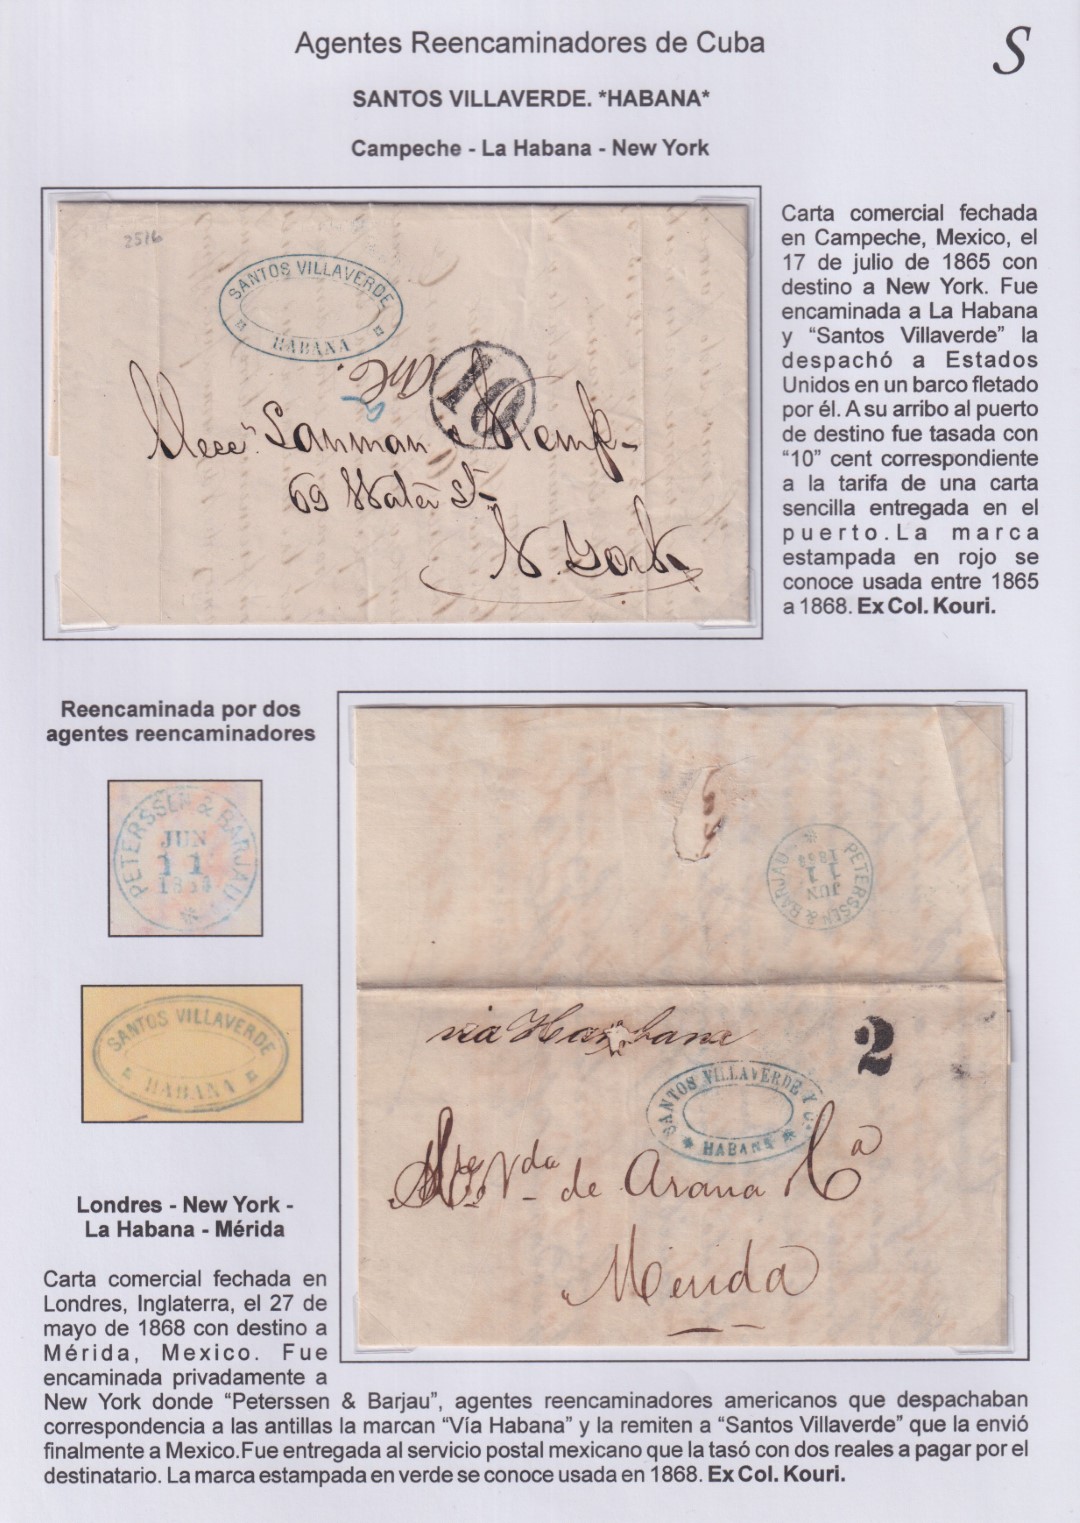 Agentes Reencaminadores de Cuba
S
SANTOS VILLAVERDE. *HABANA*
Campeche - La Habana - New York
2516
SANTOS VILLAVERDE
HABANA
10
69 Water St
N. York
Carta comercial fechada
en Campeche, Mexico, el
17 de julio de 1865 con
destino a New York. Fue
encaminada a La Habana
y “Santos Villaverde” la
despachó a Estados
Unidos en un barco fletado
por él. A su arribo al puerto
de destino fue tasada con
“10” cent correspondiente
a la tarifa de una carta
sencilla entregada en el
puerto. La marca
estampada en rojo se
conoce usada entre 1865
a 1868. Ex Col. Kouri.
Reencaminada por dos
agentes reencaminadores
PETERSSEN & BARJAU
JUN
11
PETERSSEN & BARJAU
JUN
11
1868
SANTOS VILLAVERDE
HABANA
via Habana
2
SANTOS VILLAVERDE Y Ca
HABANA
de Arana Ca
Merida
Londres - New York -
La Habana - Mérida
Carta comercial fechada en
Londres, Inglaterra, el 27 de
mayo de 1868 con destino a
Mérida, Mexico. Fue
encaminada privadamente a
New York donde “Peterssen & Barjau”, agentes reencaminadores americanos que despachaban
correspondencia a las antillas la marcan “Vía Habana” y la remiten a “Santos Villaverde” que la envió
finalmente a Mexico.Fue entregada al servicio postal mexicano que la tasó con dos reales a pagar por el
destinatario. La marca estampada en verde se conoce usada en 1868. Ex Col. Kouri.